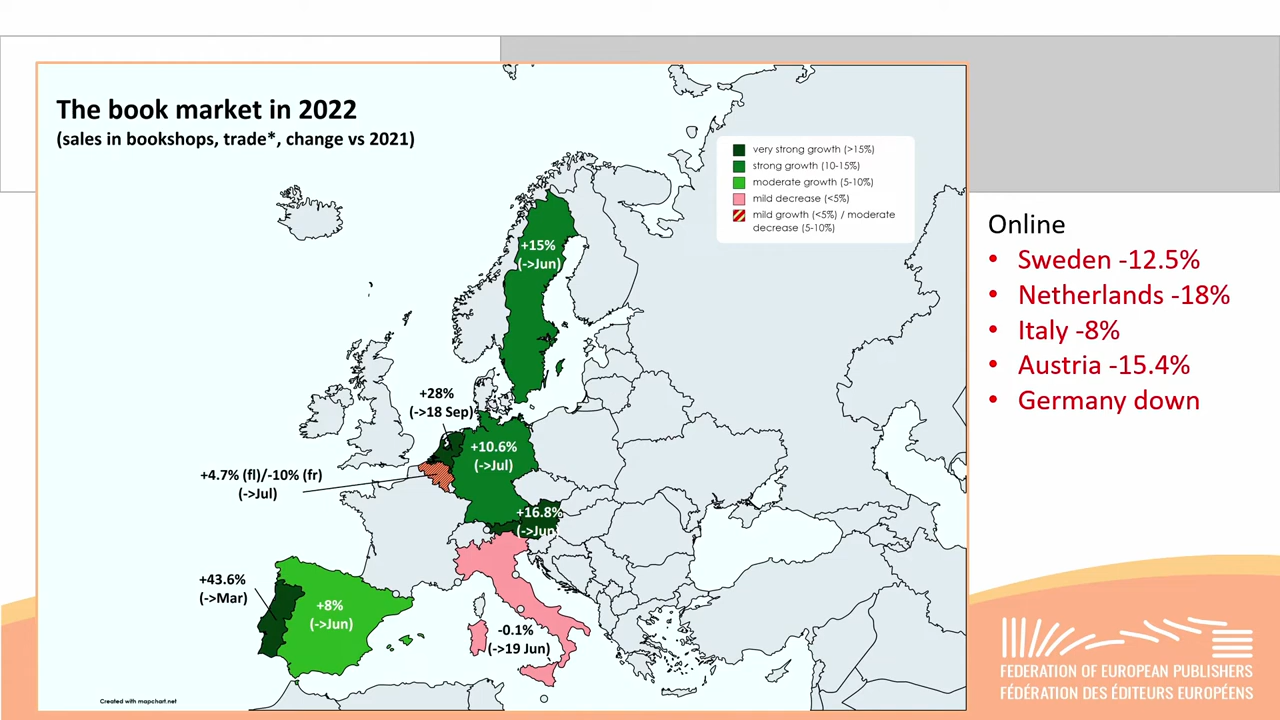 The book market in 2022
(sales in bookshops, trade*, change vs 2021)
very strong growth (>15%)
strong growth (10-15%)
moderate growth (5-10%)
mild decrease (<5%)
mild growth (<5%) / moderate
decrease (5-10%)
+15%
(->Jun)
+28%
(->18 Sep)
+10.6%
(->Jul)
+4.7% (fl)/-10% (fr)
(->Jul)
+16.8%
(->Jun)
+43.6%
(->Mar)
+8%
(->Jun)
-0.1%
(->19 Jun)
Created with mapchart.net
Online
• Sweden -12.5%
• Netherlands -18%
• Italy -8%
• Austria -15.4%
• Germany down
FEDERATION OF EUROPEAN PUBLISHERS
FÉDÉRATION DES ÉDITEURS EUROPÉENS